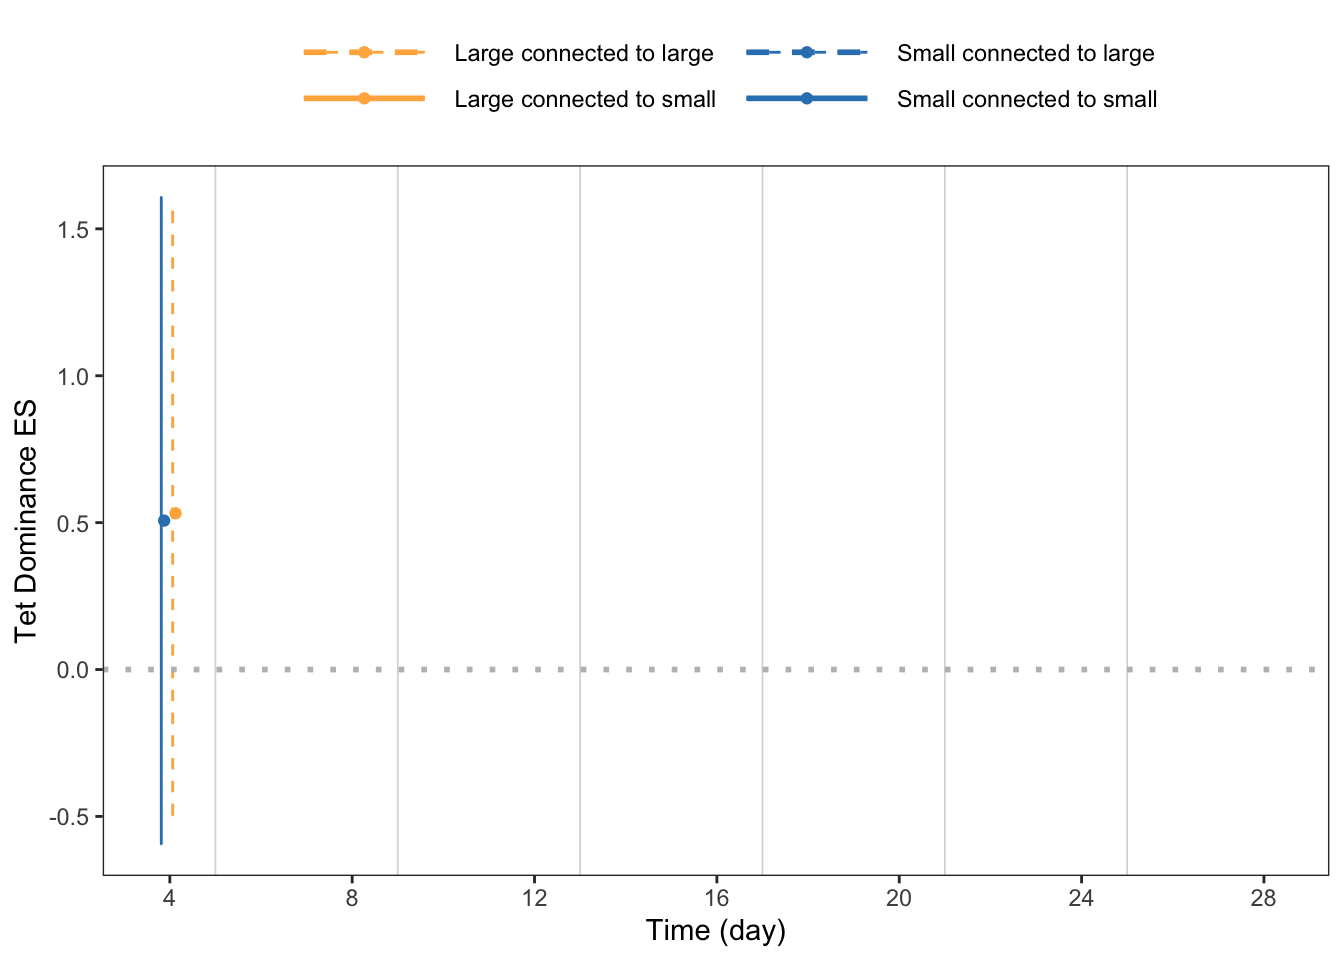 Large connected to large
Small connected to large
Large connected to small
Small connected to small
Tet Dominance ES
1.5
1.0
0.5
0.0
-0.5
4 8 12 16 20 24 28
Time (day)